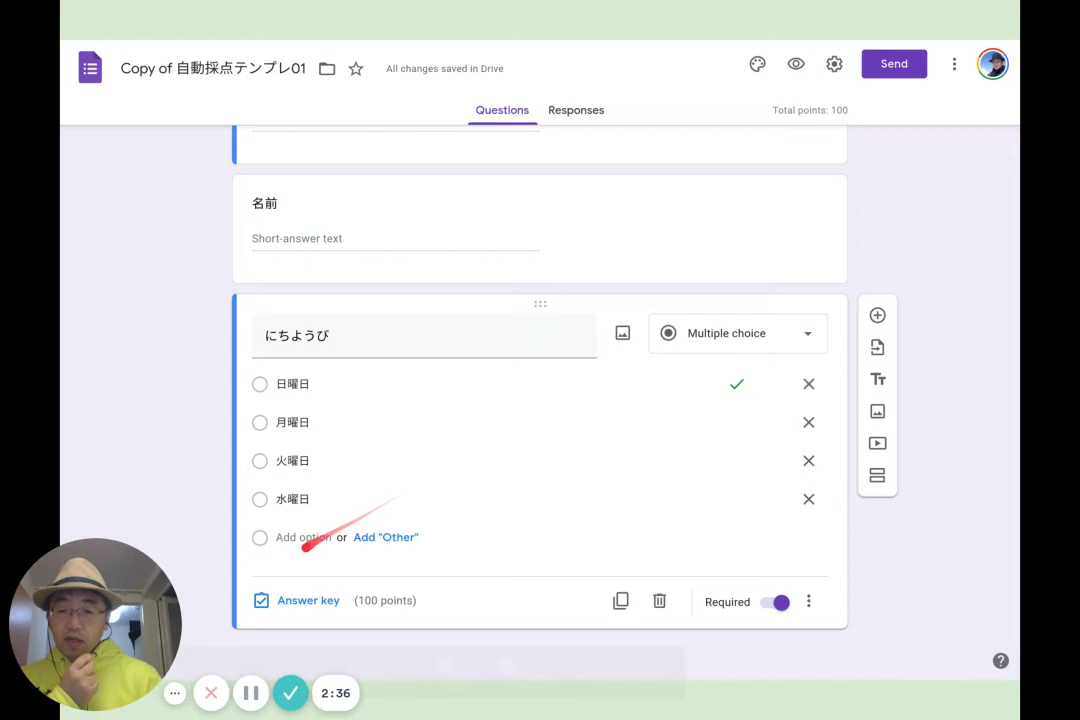 Copy of 自動採点テンプレ01
All changes saved in Drive
Send
Questions
Responses
Total points: 100
名前
Short-answer text
にちようび
Multiple choice
日曜日
月曜日
火曜日
水曜日
Add option or Add "Other"
Answer key (100 points)
Required
2:36